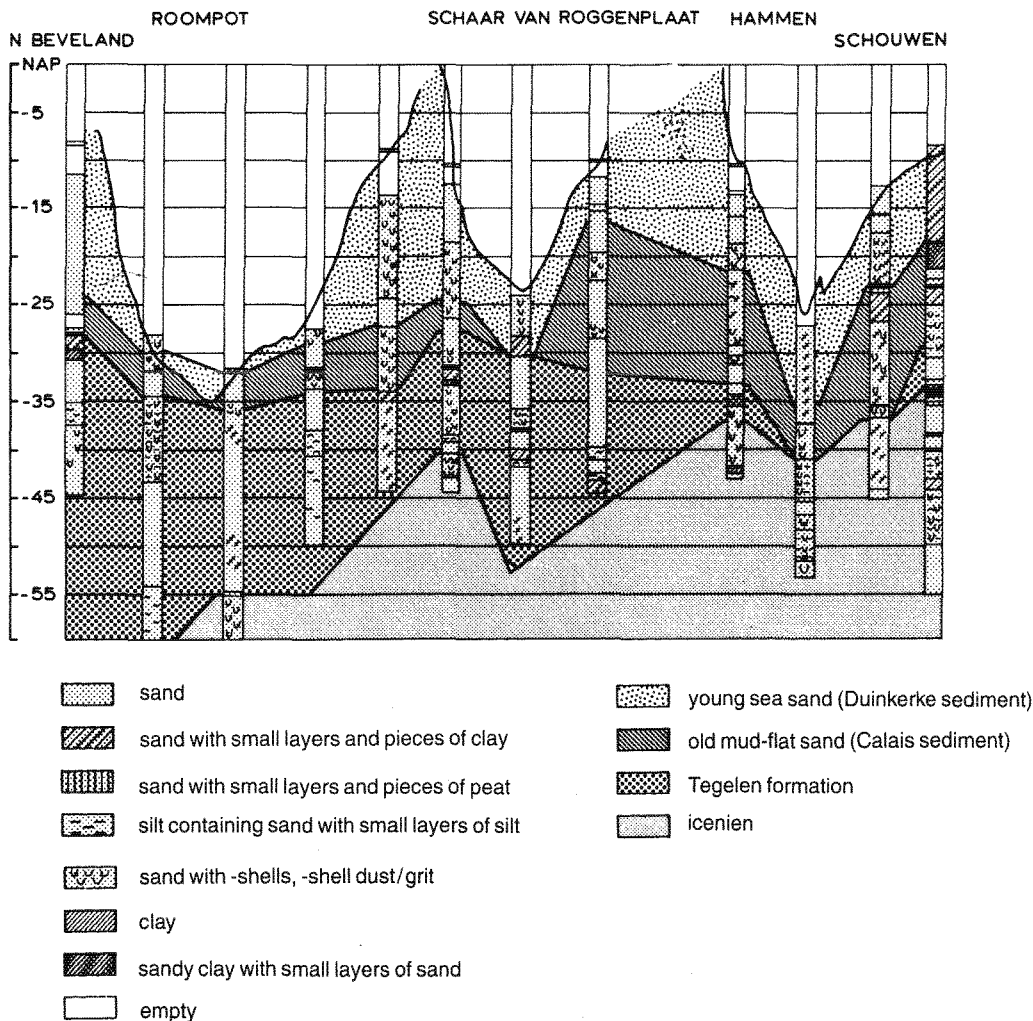 ROOMPOT SCHAAR VAN ROGGENPLAAT HAMMEN
N BEVELAND SCHOUWEN
NAP
-5
-15
-25
-35
-45
-55
sand
sand with small layers and pieces of clay
sand with small layers and pieces of peat
silt containing sand with small layers of silt
sand with -shells, -shell dust/grit
clay
sandy clay with small layers of sand
empty
young sea sand (Duinkerke sediment)
old mud-flat sand (Calais sediment)
Tegelen formation
icenien